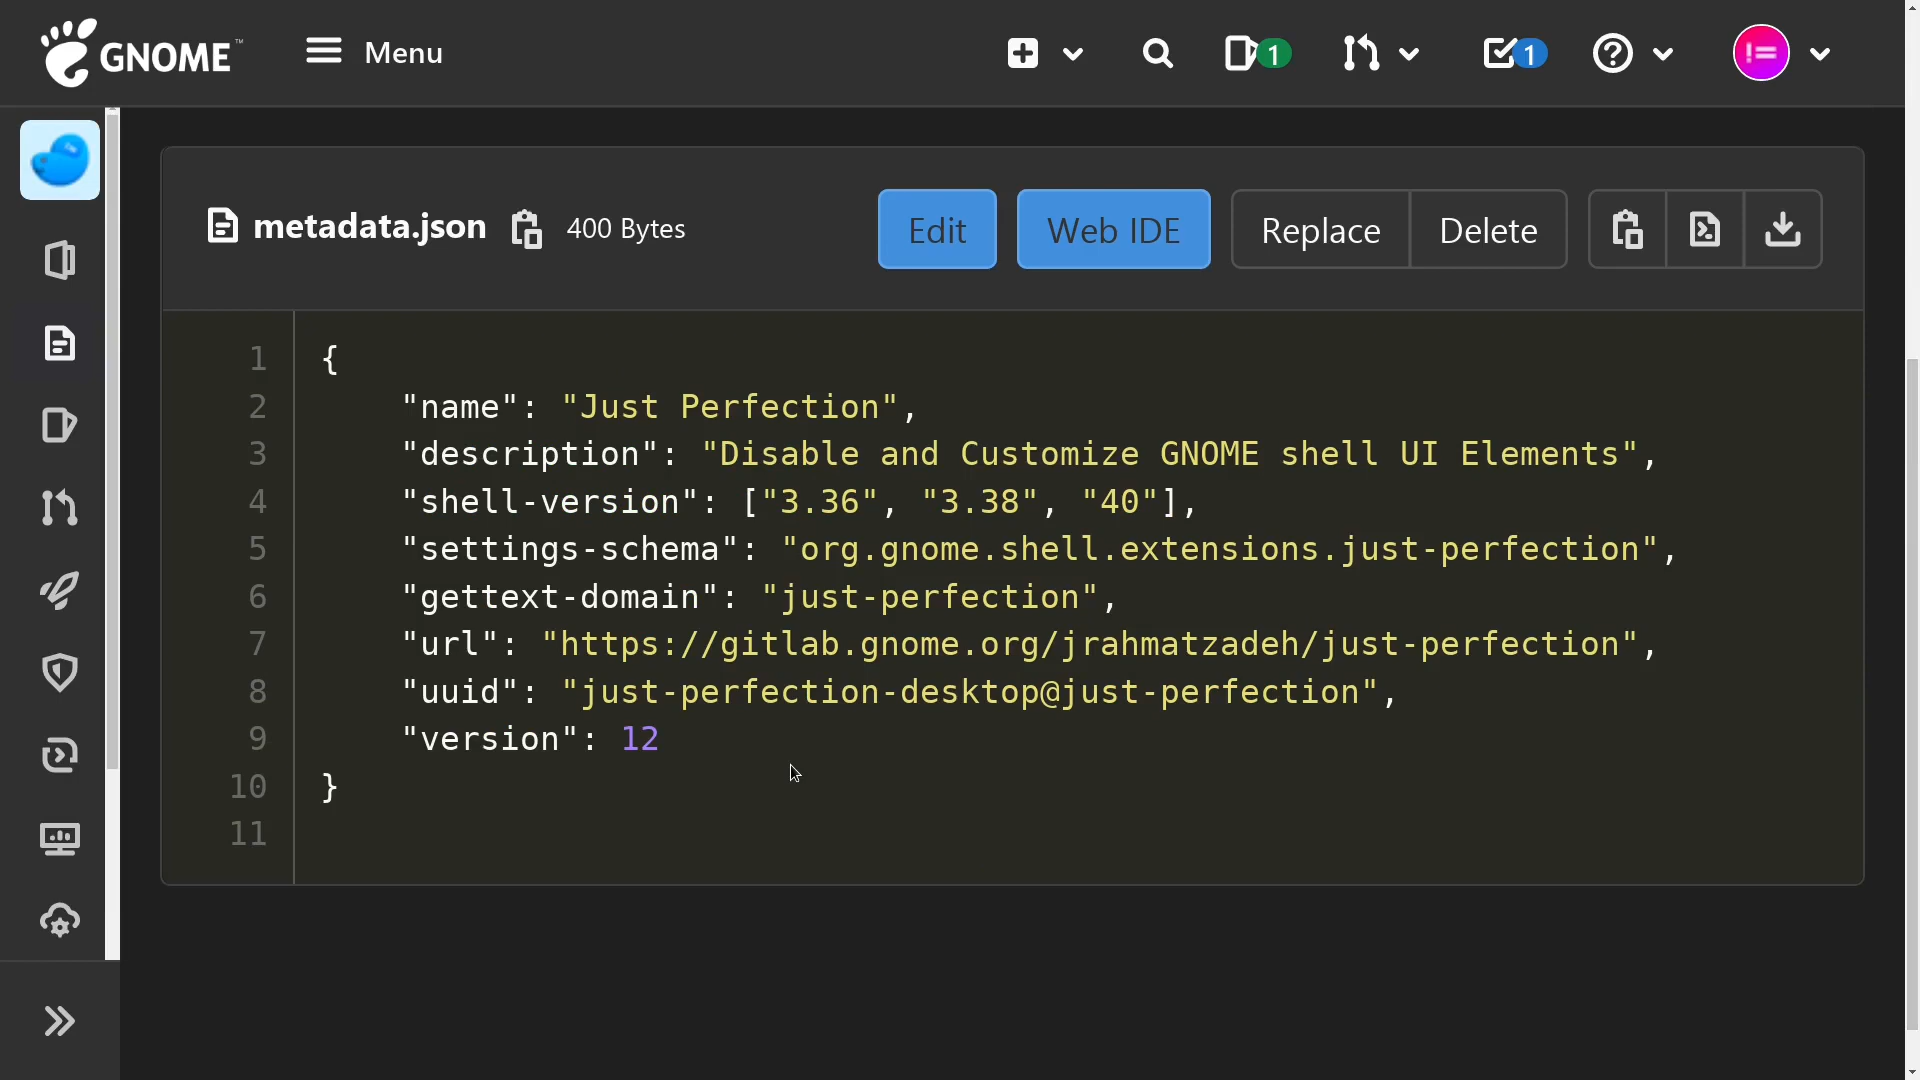 GNOME™ Menu 1 1
metadata.json 400 Bytes Edit Web IDE Replace Delete
1 {
2 "name": "Just Perfection",
3 "description": "Disable and Customize GNOME shell UI Elements",
4 "shell-version": ["3.36", "3.38", "40"],
5 "settings-schema": "org.gnome.shell.extensions.just-perfection",
6 "gettext-domain": "just-perfection",
7 "url": "https://gitlab.gnome.org/jrahmatzadeh/just-perfection",
8 "uuid": "just-perfection-desktop@just-perfection",
9 "version": 12
10 }
11